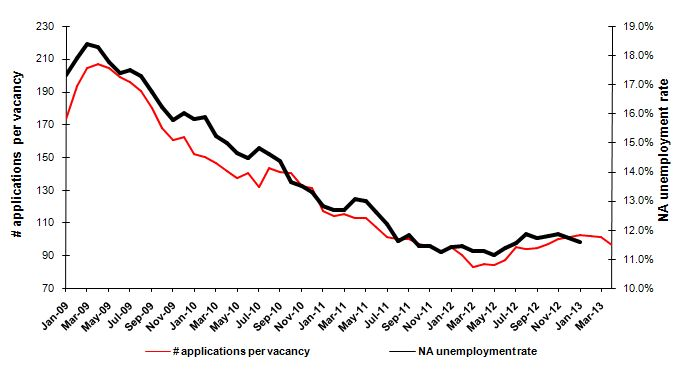 230
210
190
170
150
130
110
90
70
# applications per vacancy
19.0%
18.0%
17.0%
16.0%
15.0%
14.0%
13.0%
12.0%
11.0%
10.0%
NA unemployment rate
Jan-09
Mar-09
May-09
Jul-09
Sep-09
Nov-09
Jan-10
Mar-10
May-10
Jul-10
Sep-10
Nov-10
Jan-11
Mar-11
May-11
Jul-11
Sep-11
Nov-11
Jan-12
Mar-12
May-12
Jul-12
Sep-12
Nov-12
Jan-13
Mar-13
# applications per vacancy
NA unemployment rate